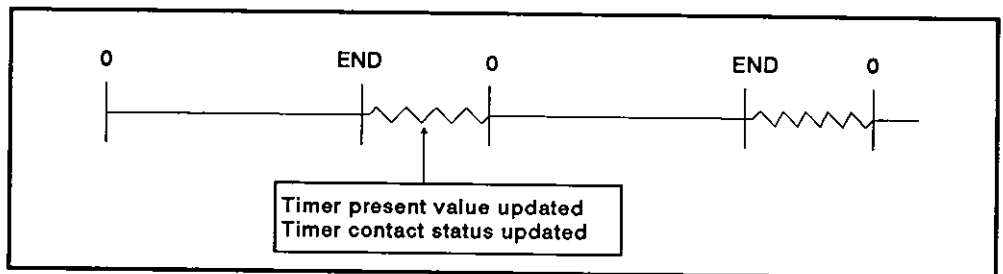 0 END 0 END 0
Timer present value updated
Timer contact status updated